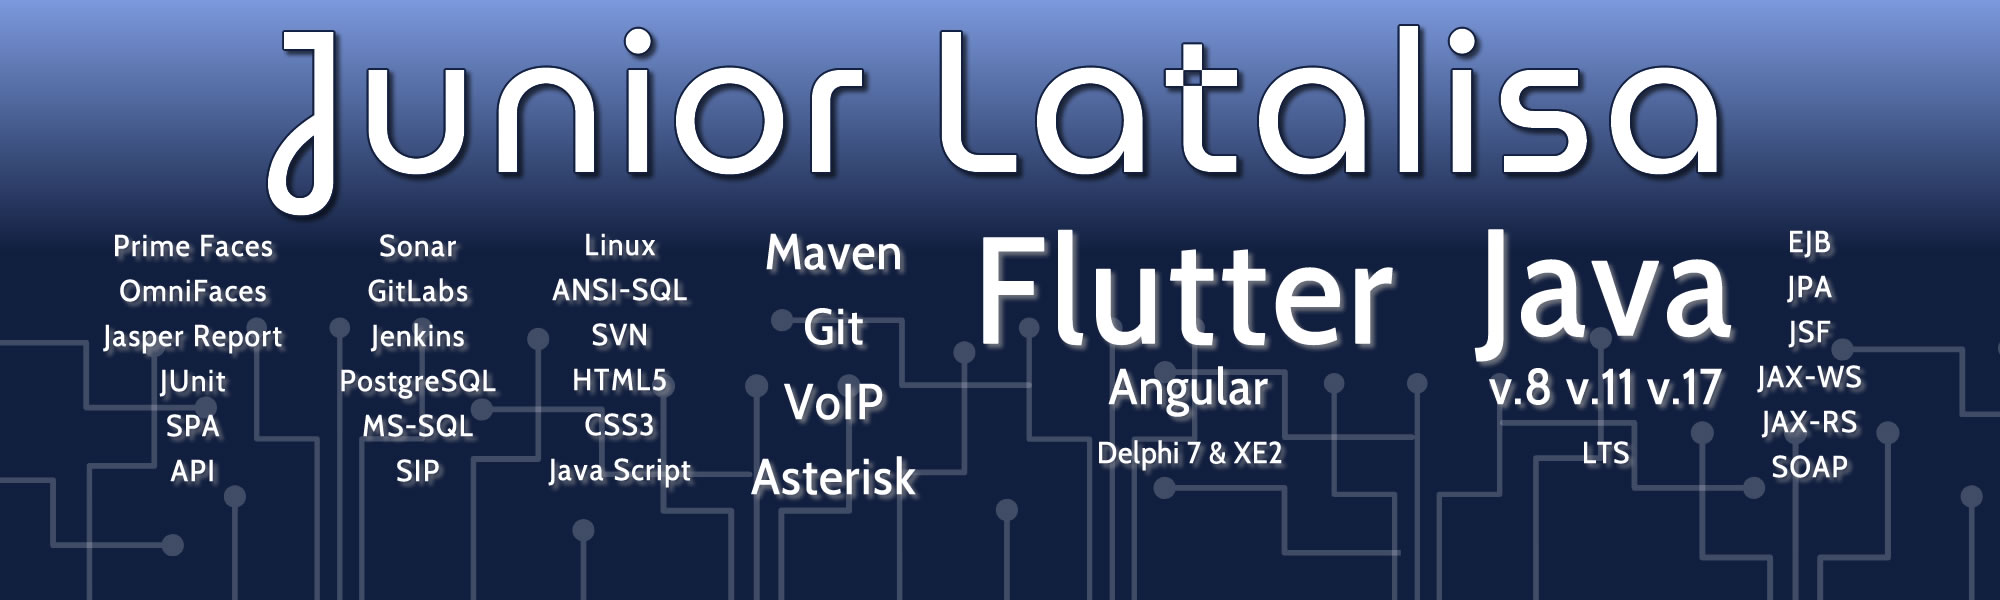 Junior Latalisa
Prime Faces
OmniFaces
Jasper Report
JUnit
SPA
API
Sonar
GitLabs
Jenkins
PostgreSQL
MS-SQL
SIP
Linux
ANSI-SQL
SVN
HTML5
CSS3
Java Script
Maven
Git
VoIP
Asterisk
Flutter
Angular
Delphi 7 & XE2
Java
v.8 v.11 v.17
LTS
EJB
JPA
JSF
JAX-WS
JAX-RS
SOAP